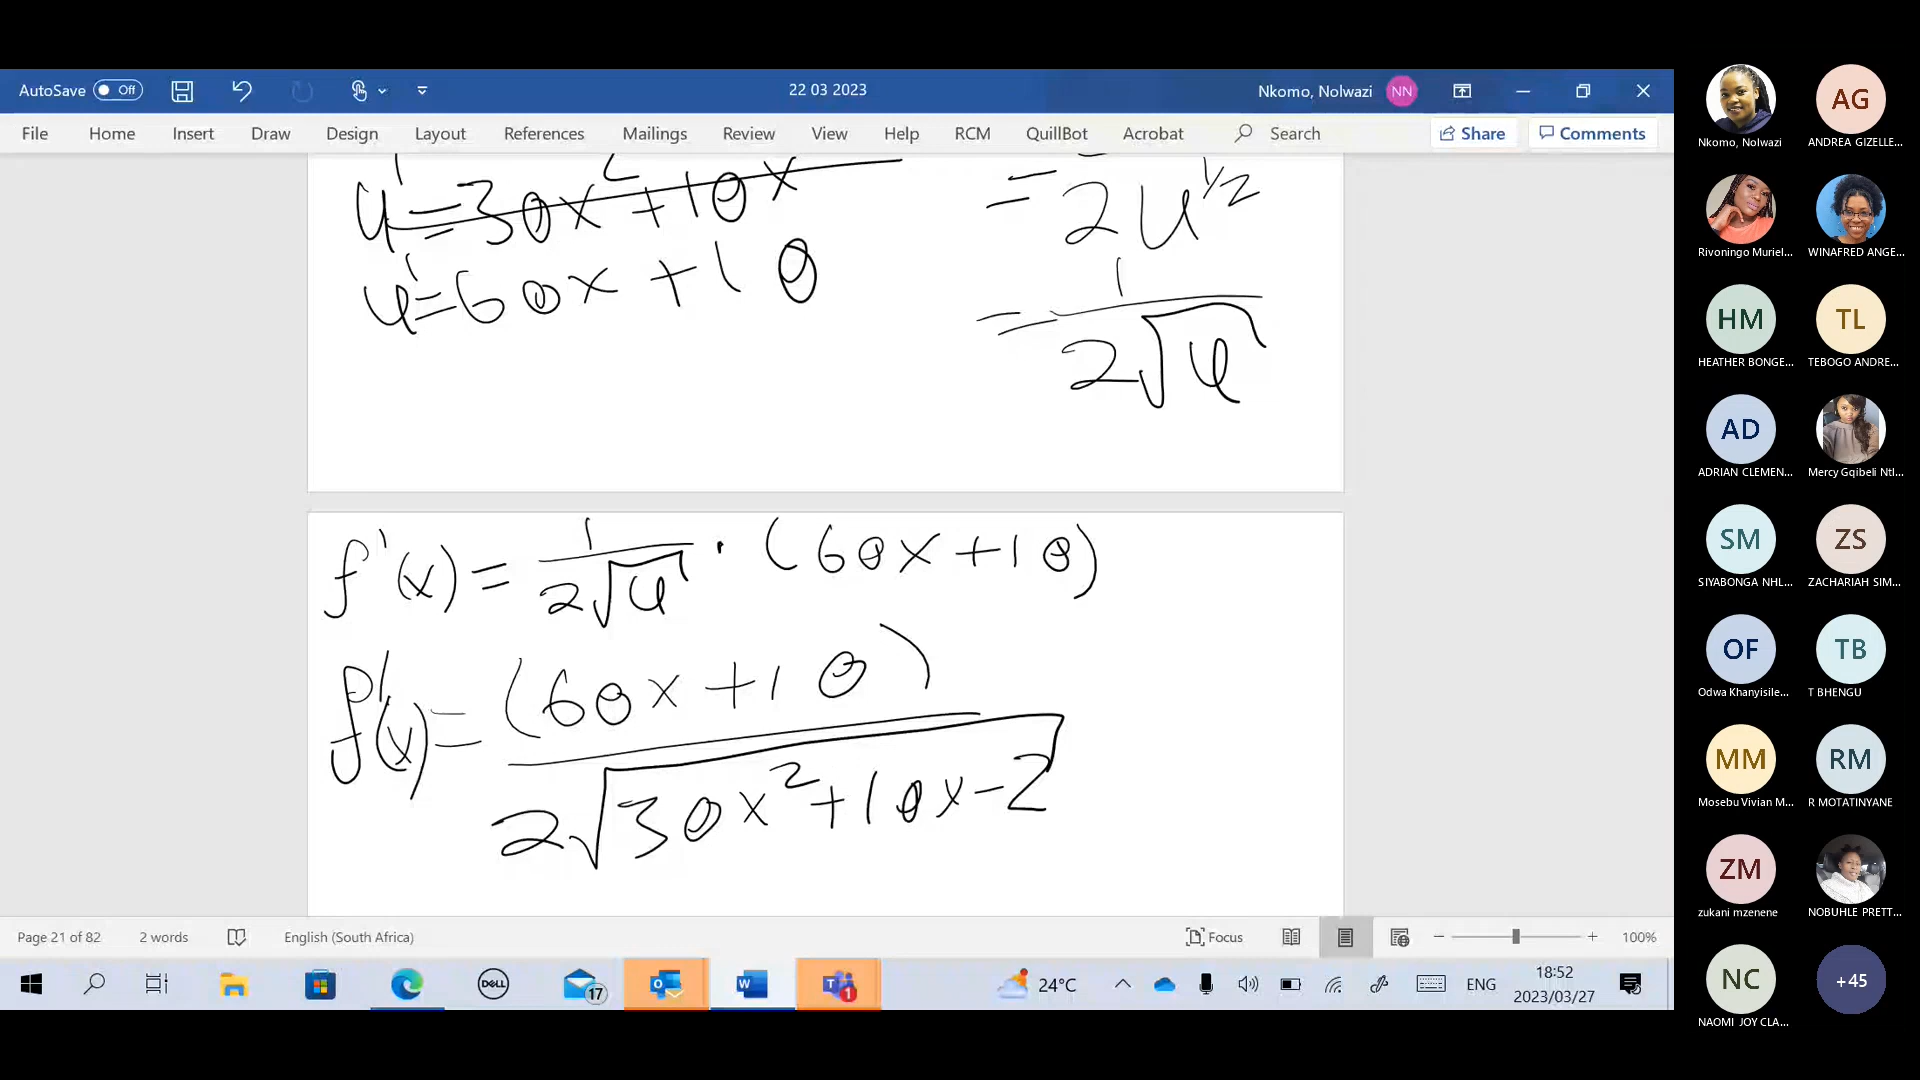 AutoSave Off 22 03 2023 Nkomo, Nolwazi NN
File Home Insert Draw Design Layout References Mailings Review View Help RCM QuillBot Acrobat Search Share Comments
u' = 30x² + 10x
u' = 60x + 10
= 2u^1/2
= 1/2√u
f'(x) = 1/2√u · (60x + 10)
f'(x) = (60x + 10)/2√30x² + 10x - 2
Page 21 of 82 2 words English (South Africa) Focus 100%
17 1 24°C ENG 18:52
2023/03/27
Nkomo, Nolwazi
AG
ANDREA GIZELLE...
Rivoningo Muriel...
WINAFRED ANGE...
HM
HEATHER BONGE...
TL
TEBOGO ANDRE...
AD
ADRIAN CLEMEN...
Mercy Gqibeli Ntl...
SM
SIYABONGA NHL...
ZS
ZACHARIAH SIM...
OF
Odwa Khanyisile...
TB
T BHENGU
MM
Mosebu Vivian M...
RM
R MOTATINYANE
ZM
zukani mzenene
NOBUHLE PRETT...
NC
NAOMI JOY CLA...
+45